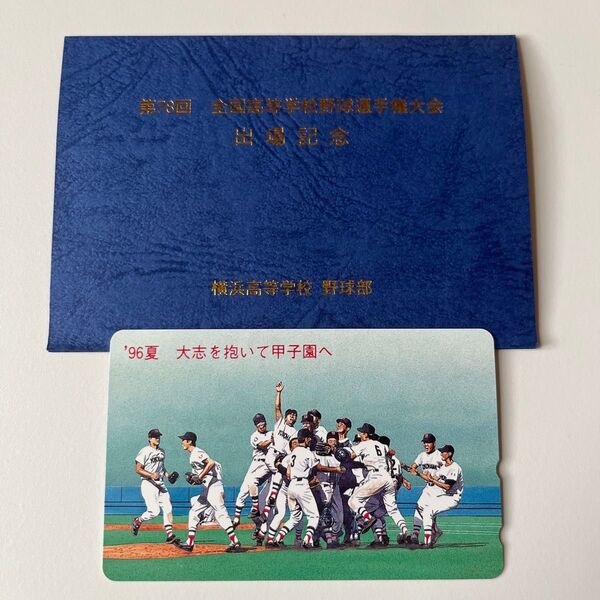 第78回 全国高等学校野球選手権大会
出場記念
横浜高等学校 野球部
'96夏 大志を抱いて甲子園へ